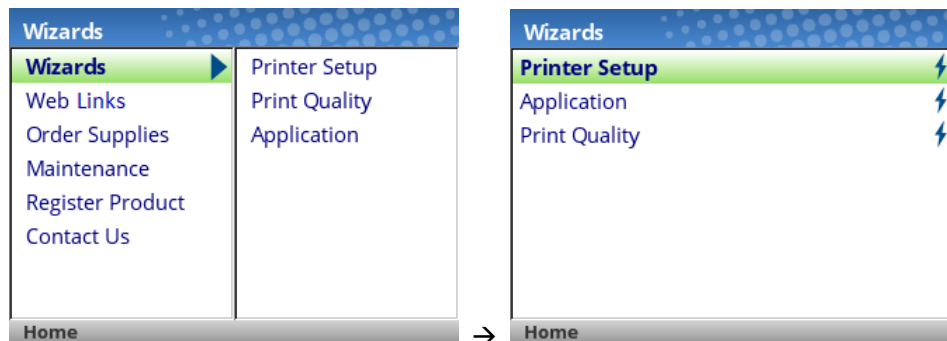 Wizards
Wizards
Web Links
Order Supplies
Maintenance
Register Product
Contact Us
Printer Setup
Print Quality
Application
Home
→
Wizards
Printer Setup
Application
Print Quality
Home